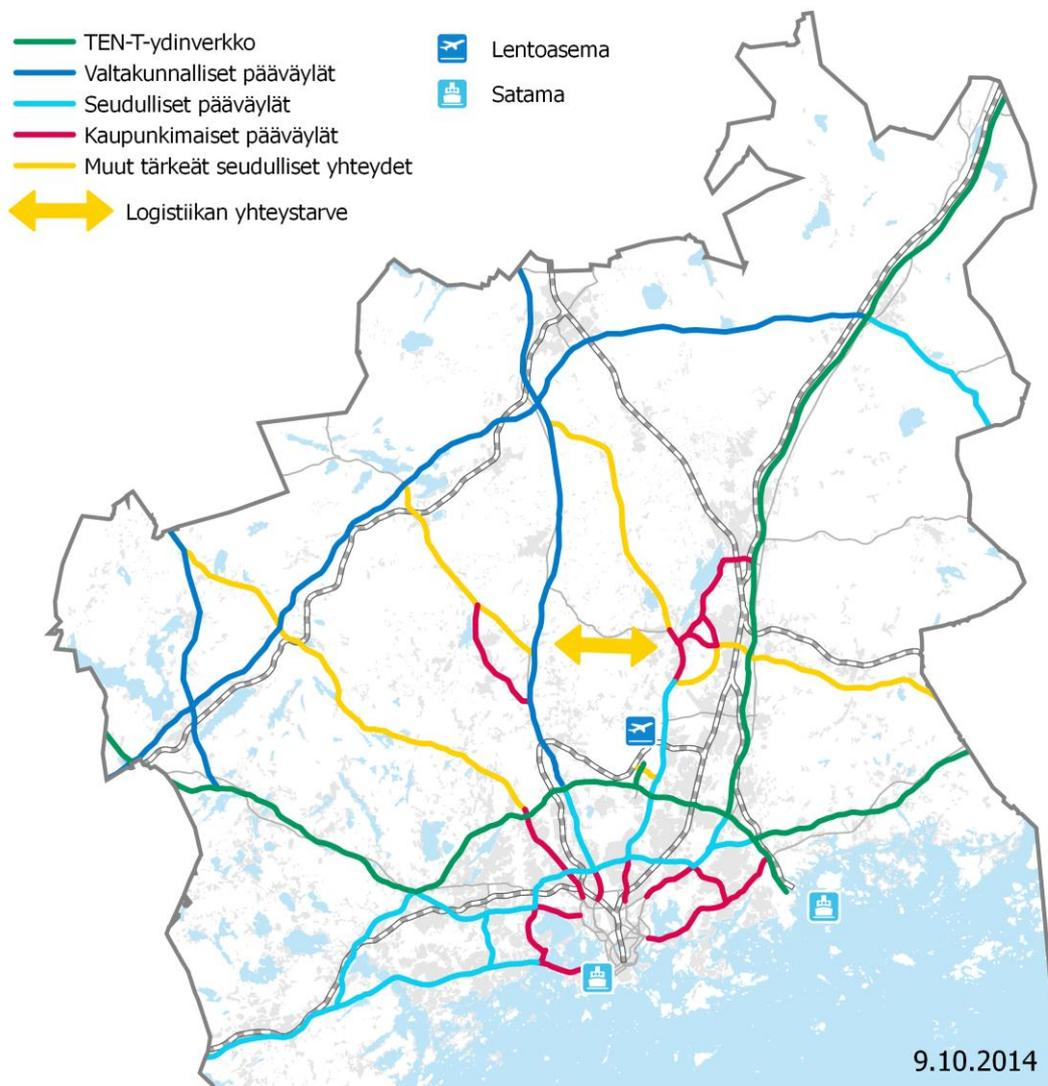 TEN-T-ydinverkko
Valtakunnalliset pääväylät
Seudulliset pääväylät
Kaupunkimaiset pääväylät
Muut tärkeät seudulliset yhteydet
Logistiikan yhteystarve
Lentoasema
Satama
9.10.2014